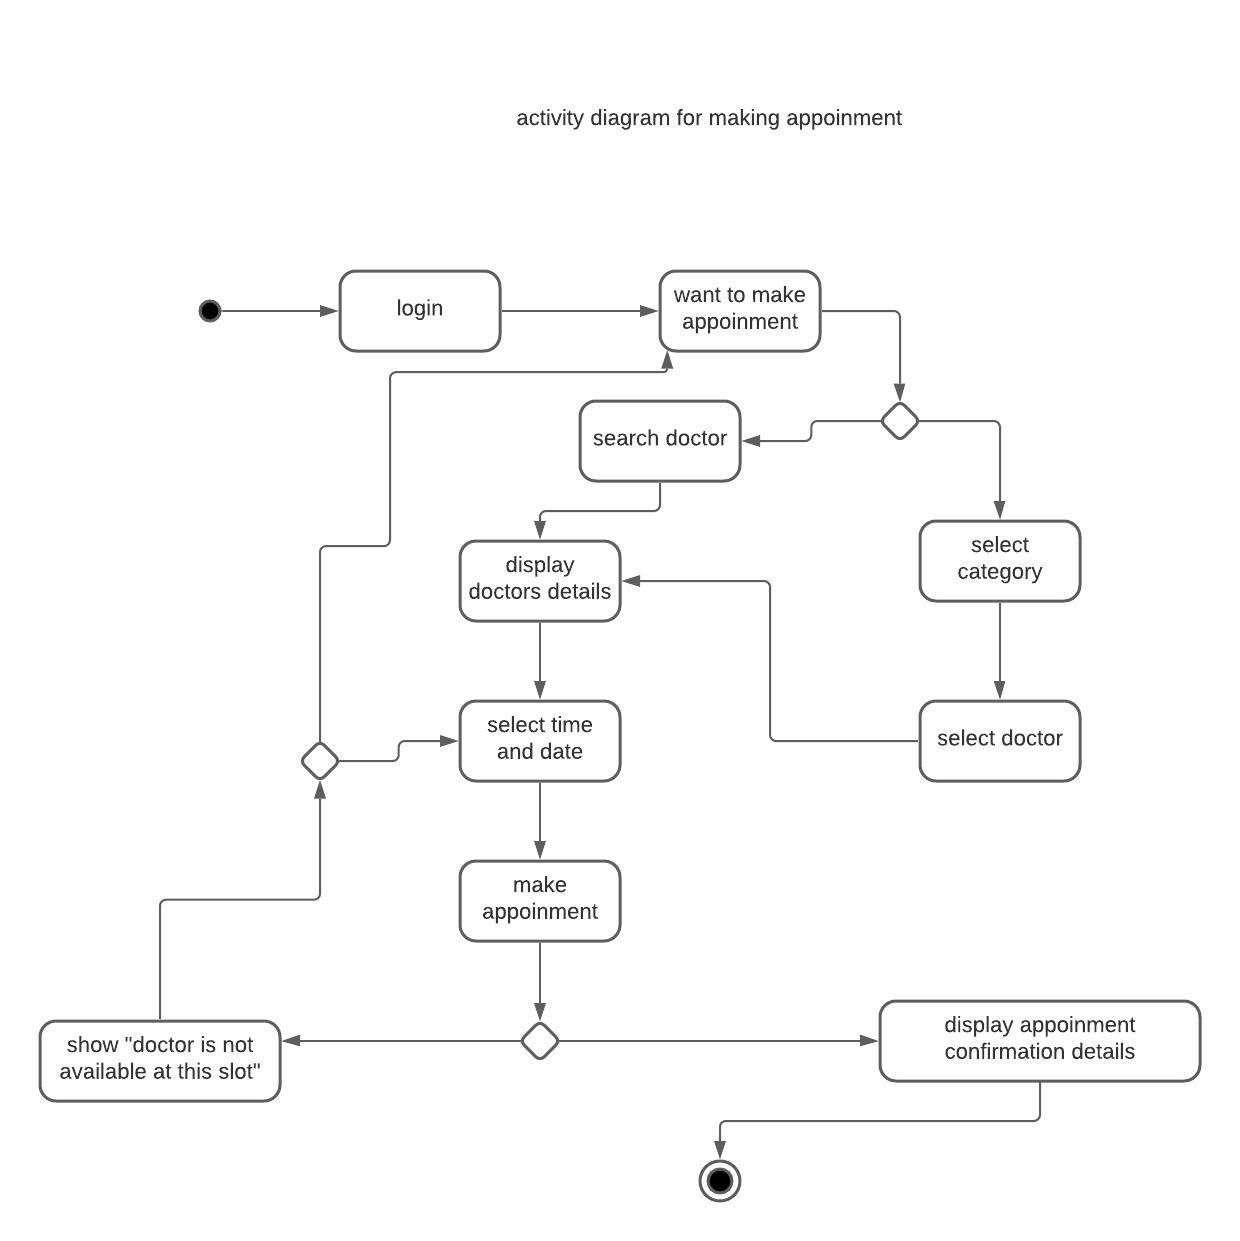 activity diagram for making appoinment
login
want to make
appoinment
search doctor
select
category
display
doctors details
select time
and date
select doctor
make
appoinment
show "doctor is not
available at this slot"
display appoinment
confirmation details